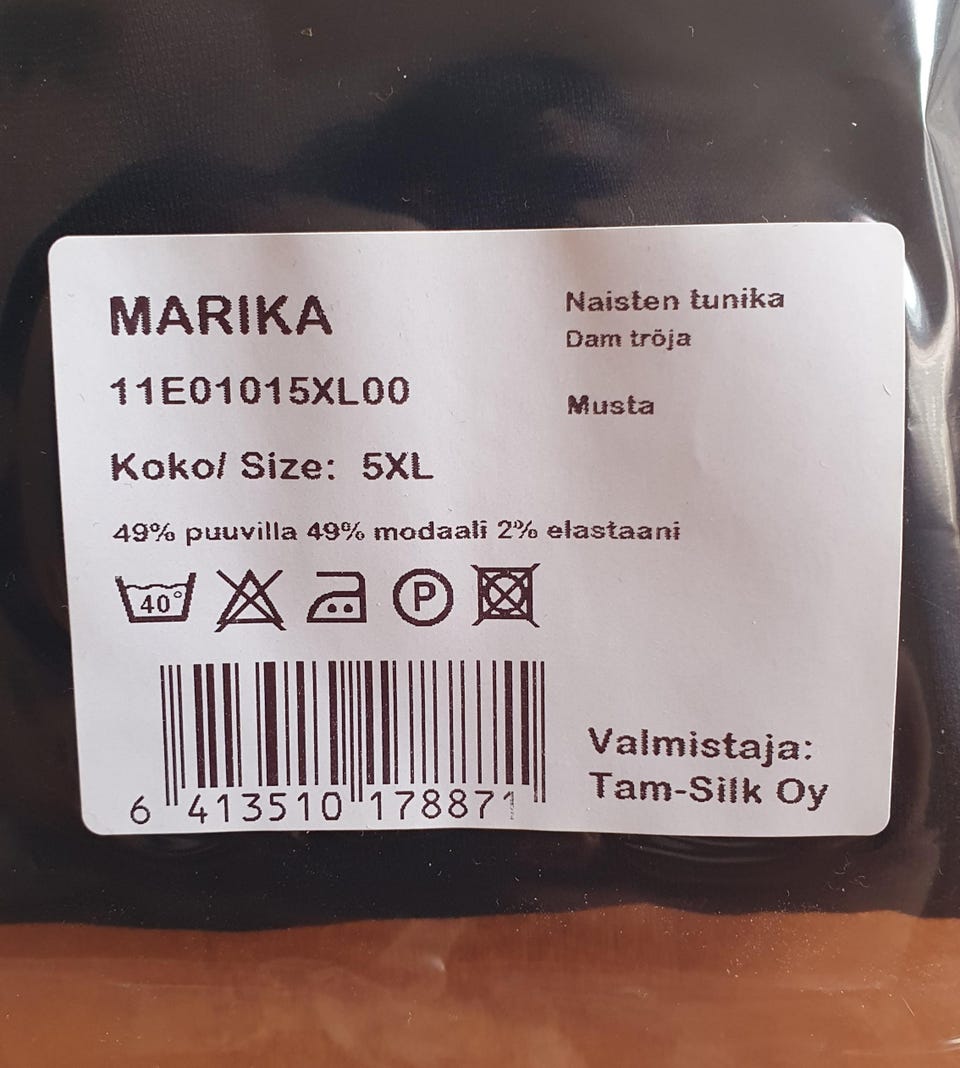 MARIKA
11E01015XL00
Koko/ Size: 5XL
Naisten tunika
Dam tröja
Musta
49% puuvilla 49% modaali 2% elastaani
40°
P
6 413510 178871
Valmistaja:
Tam-Silk Oy